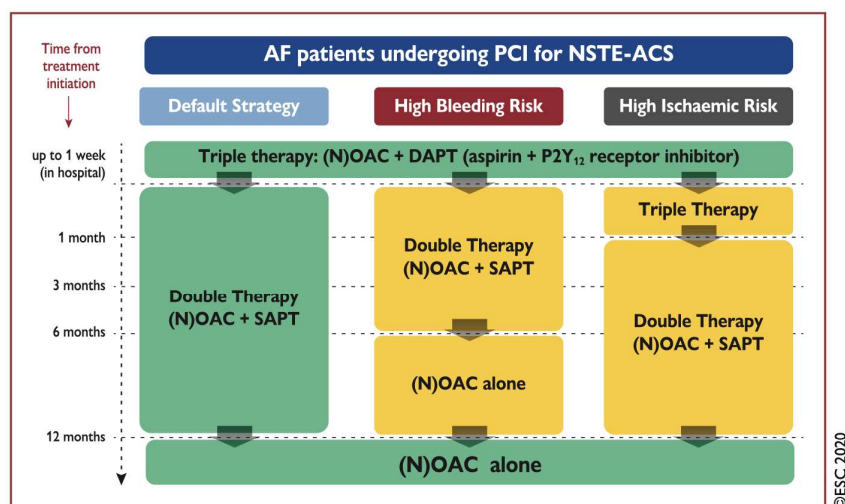 Time from
treatment
initiation
AF patients undergoing PCI for NSTE-ACS
Default Strategy
High Bleeding Risk
High Ischaemic Risk
up to 1 week
(in hospital)
Triple therapy: (N)OAC + DAPT (aspirin + P2Y₁₂ receptor inhibitor)
Triple Therapy
1 month
Double Therapy
(N)OAC + SAPT
3 months
Double Therapy
(N)OAC + SAPT
6 months
Double Therapy
(N)OAC + SAPT
(N)OAC alone
12 months
(N)OAC alone
©ESC 2020